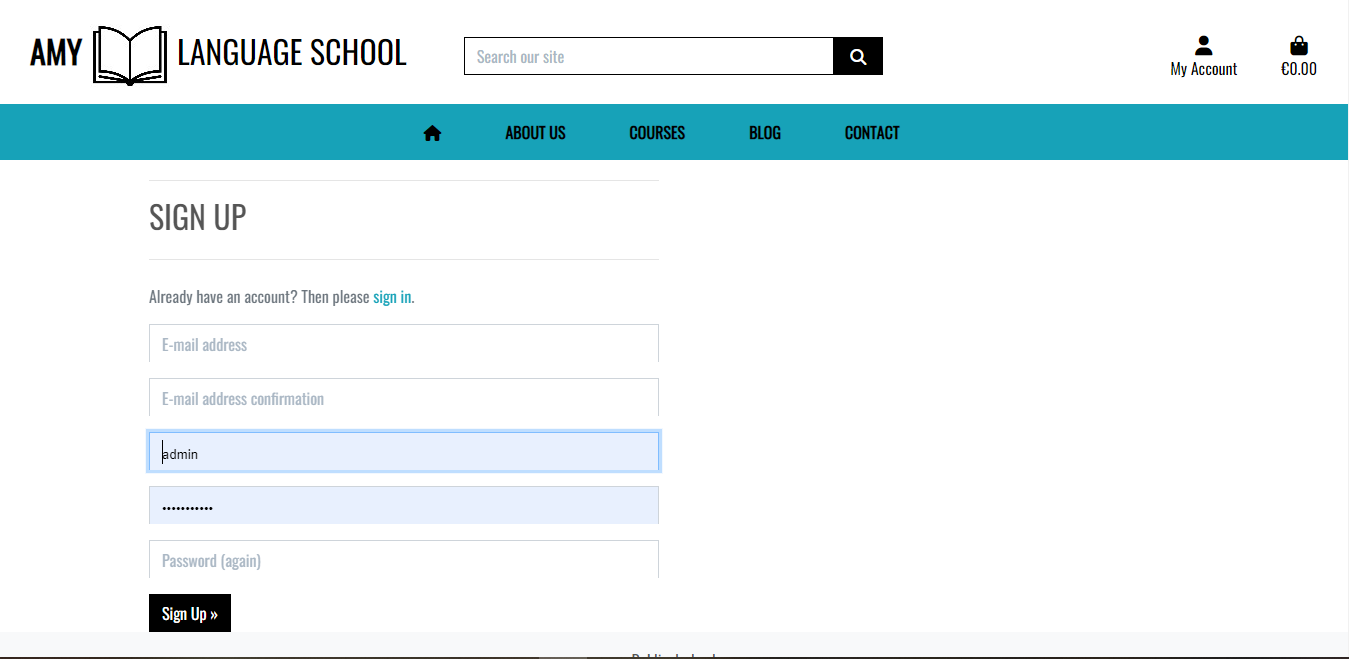 AMY LANGUAGE SCHOOL
Search our site
My Account
€0.00
ABOUT US COURSES BLOG CONTACT
SIGN UP
Already have an account? Then please sign in.
E-mail address
E-mail address confirmation
admin
•••••••••••
Password (again)
Sign Up »